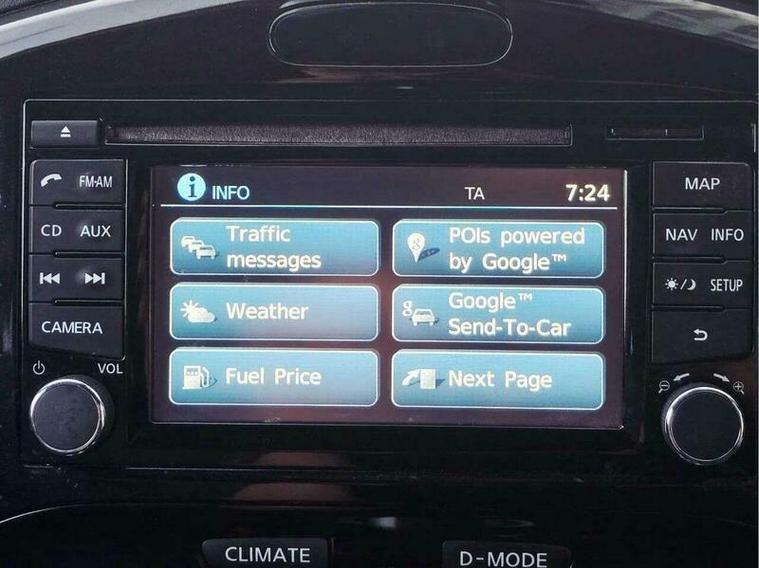 FM·AM
CD AUX
CAMERA
VOL
INFO TA 7:24
Traffic
messages
POIs powered
by Google™
Weather
Google™
Send-To-Car
Fuel Price
Next Page
MAP
NAV INFO
SETUP
CLIMATE
D-MODE